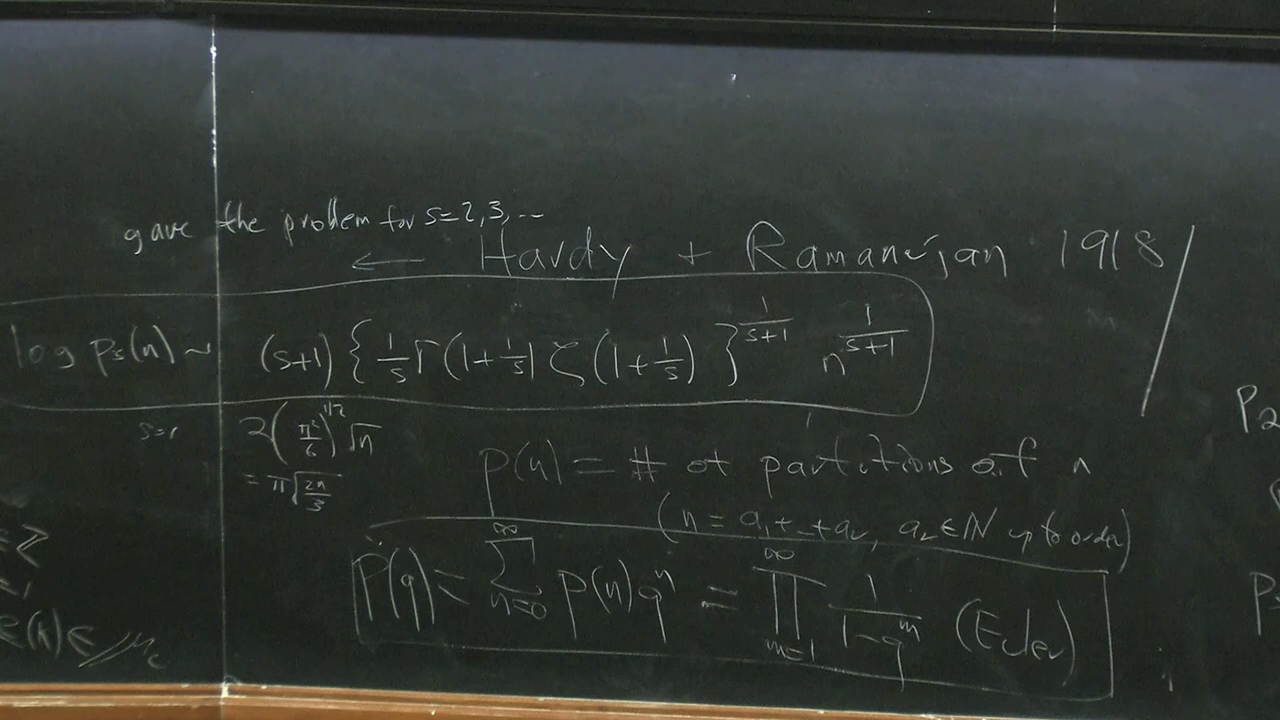 gave the problem for s=2,3,...
← Hardy + Ramanujan 1918
log p_s(n) ~ (s+1) { 1/s Γ(1+1/s) ζ(1+1/s) }^{1/(s+1)} n^{1/(s+1)}
s=1 2(π²/6)^{1/2} √n
= π√(2n/3)
p(n) = # of partitions of n
(n = a_1+...+a_r, a_i ∈ N up to order)
P(q) = ∑_{n=0}^{∞} p(n)q^n = ∏_{m=1}^{∞} 1/(1-q^m) (Euler)
P_2